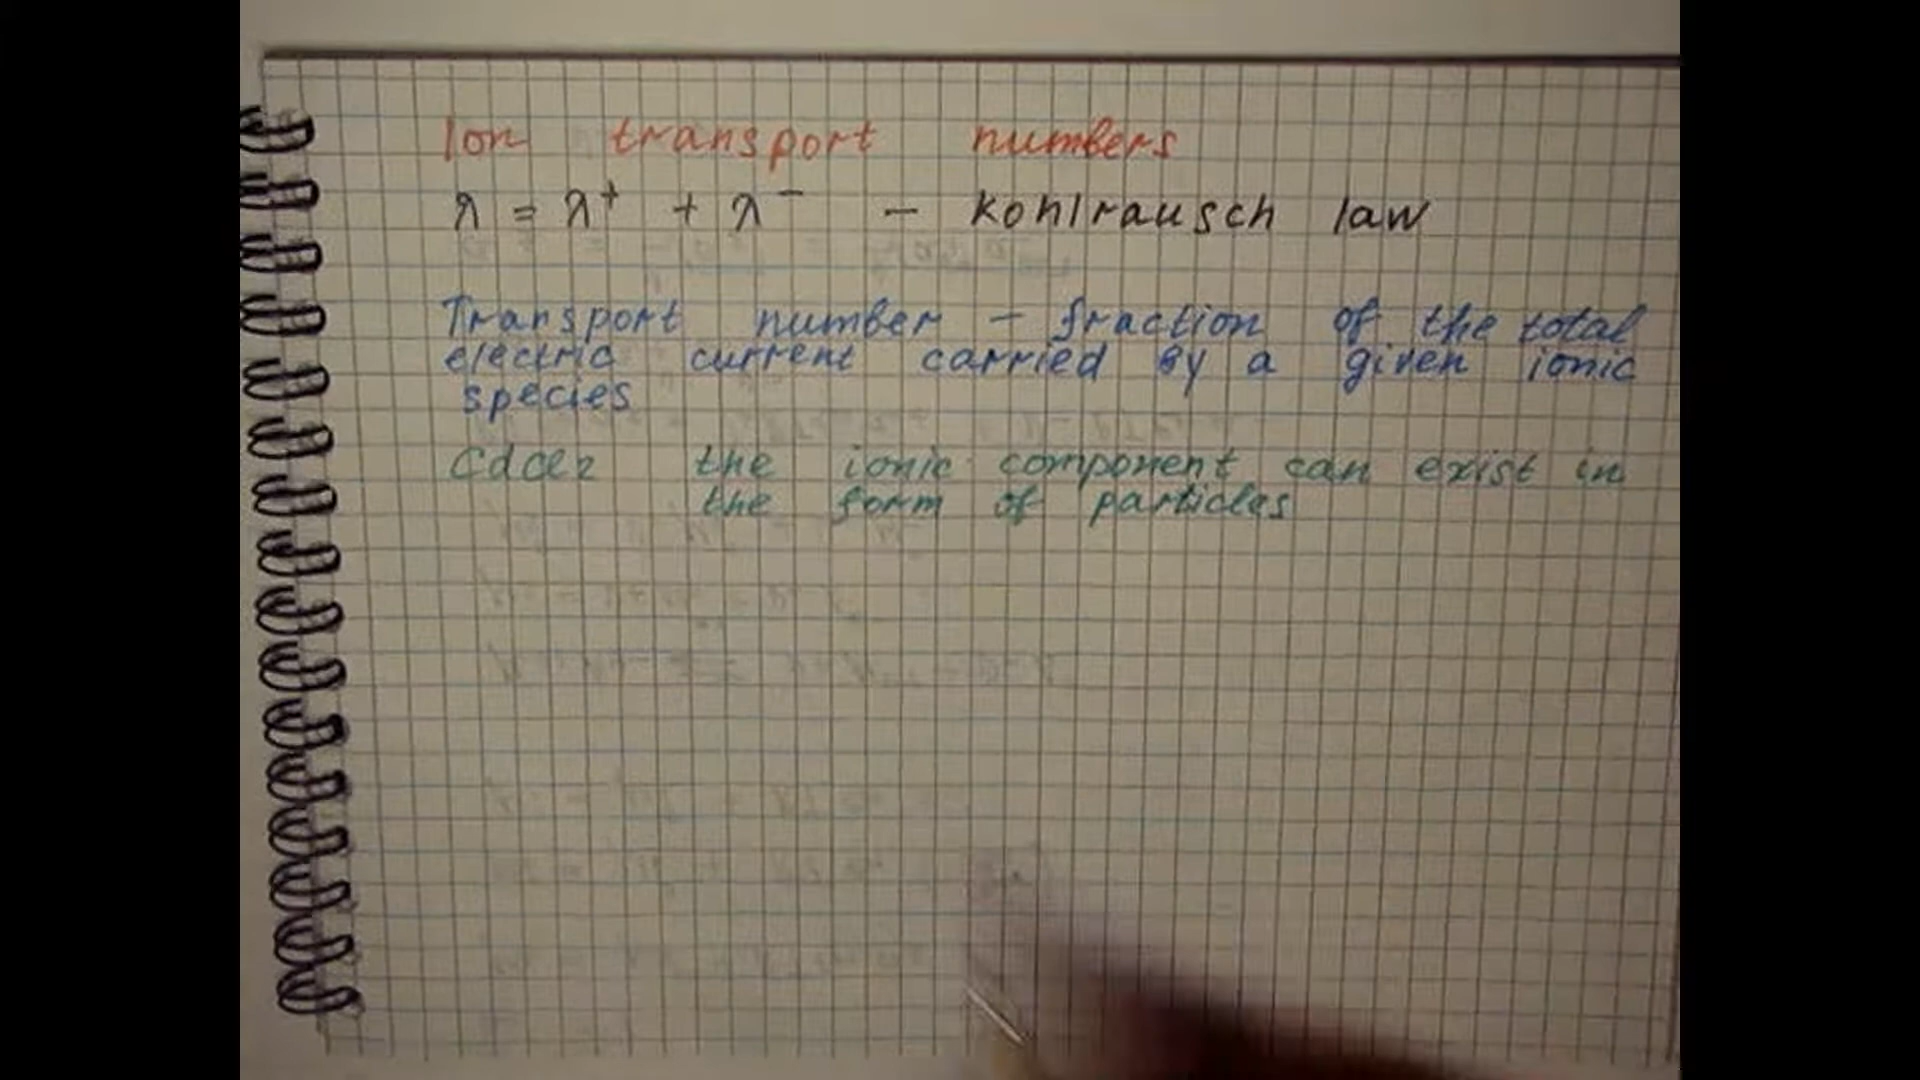 Ion transport numbers
λ = λ⁺ + λ⁻ - Kohlrausch law
Transport number - fraction of the total
electric current carried by a given ionic
species
CdCl2 the ionic component can exist in
the form of particles